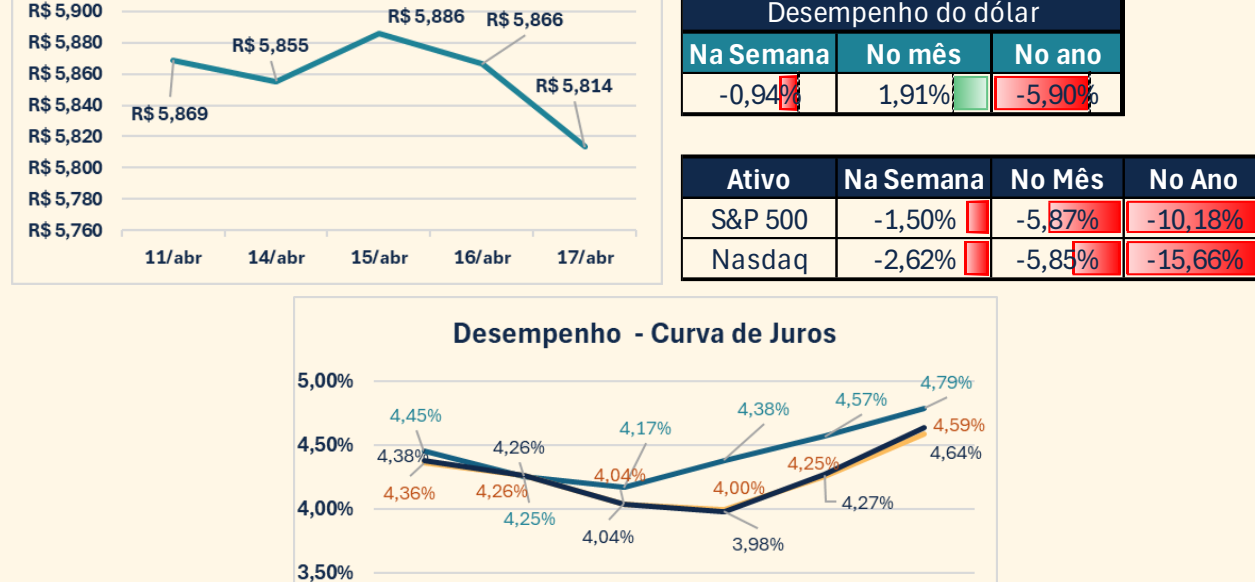 R$ 5,900
R$ 5,880
R$ 5,860
R$ 5,840
R$ 5,820
R$ 5,800
R$ 5,780
R$ 5,760
R$ 5,869
R$ 5,855
R$ 5,886
R$ 5,866
R$ 5,814
11/abr 14/abr 15/abr 16/abr 17/abr
Desempenho do dólar
Na Semana No mês No ano
-0,94% 1,91% -5,90%
Ativo Na Semana No Mês No Ano
S&P 500 -1,50% -5,87% -10,18%
Nasdaq -2,62% -5,85% -15,66%
Desempenho - Curva de Juros
5,00%
4,50%
4,00%
3,50%
4,45%
4,38%
4,36%
4,26%
4,26%
4,25%
4,17%
4,04%
4,04%
4,38%
4,00%
3,98%
4,57%
4,25%
4,27%
4,79%
4,59%
4,64%